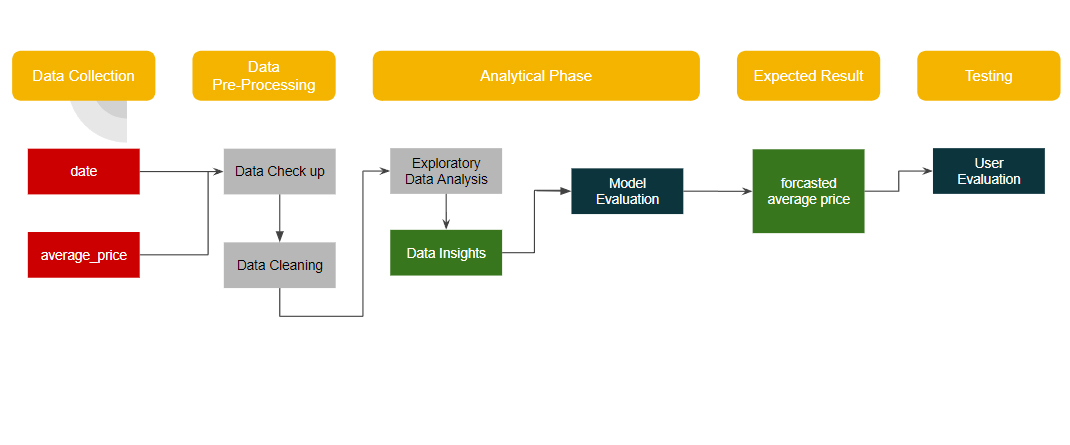 Data Collection
Data
Pre-Processing
Analytical Phase
Expected Result
Testing
date
average_price
Data Check up
Data Cleaning
Exploratory
Data Analysis
Data Insights
Model
Evaluation
forcasted
average price
User
Evaluation